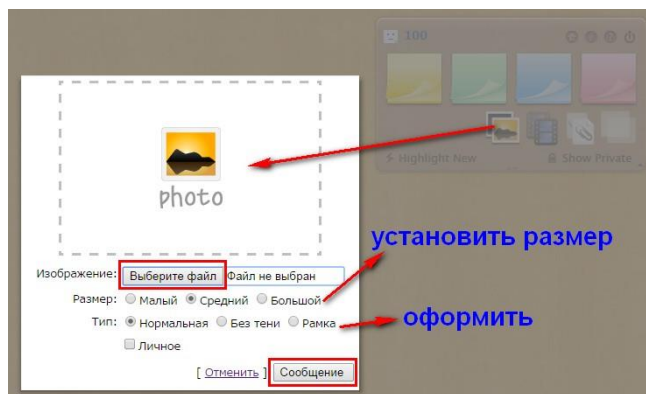 100
Highlight New
Show Private
photo
установить размер
Изображение: Выберите файл Файл не выбран
Размер: Малый Средний Большой
Тип: Нормальная Без тени Рамка
оформить
Личное
[ Отменить ] Сообщение